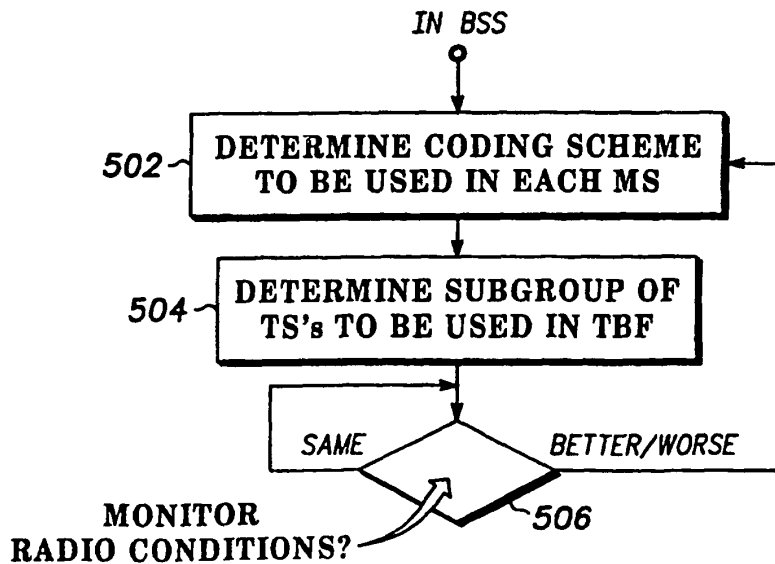 IN BSS
502
DETERMINE CODING SCHEME
TO BE USED IN EACH MS
504
DETERMINE SUBGROUP OF
TS's TO BE USED IN TBF
SAME
BETTER/WORSE
506
MONITOR
RADIO CONDITIONS?